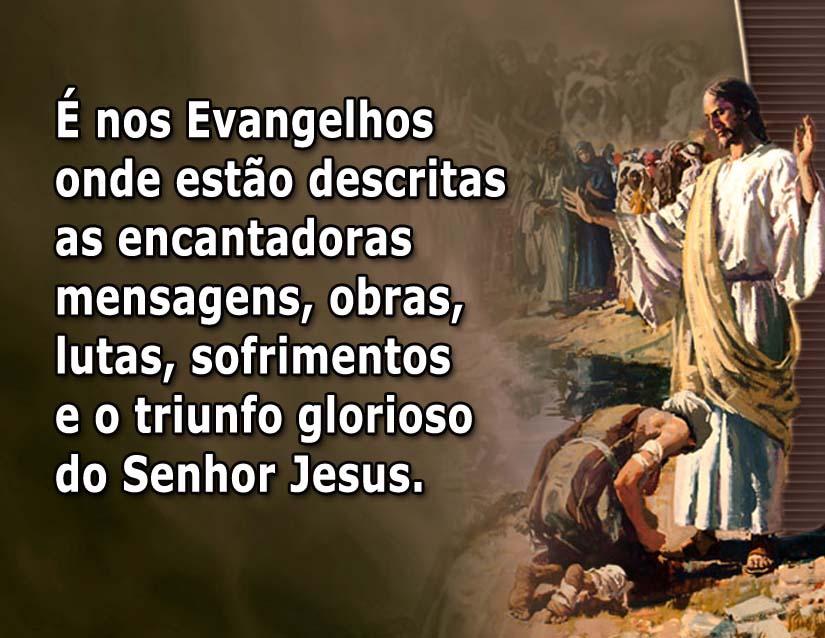 É nos Evangelhos
onde estão descritas
as encantadoras
mensagens, obras,
lutas, sofrimentos
e o triunfo glorioso
do Senhor Jesus.